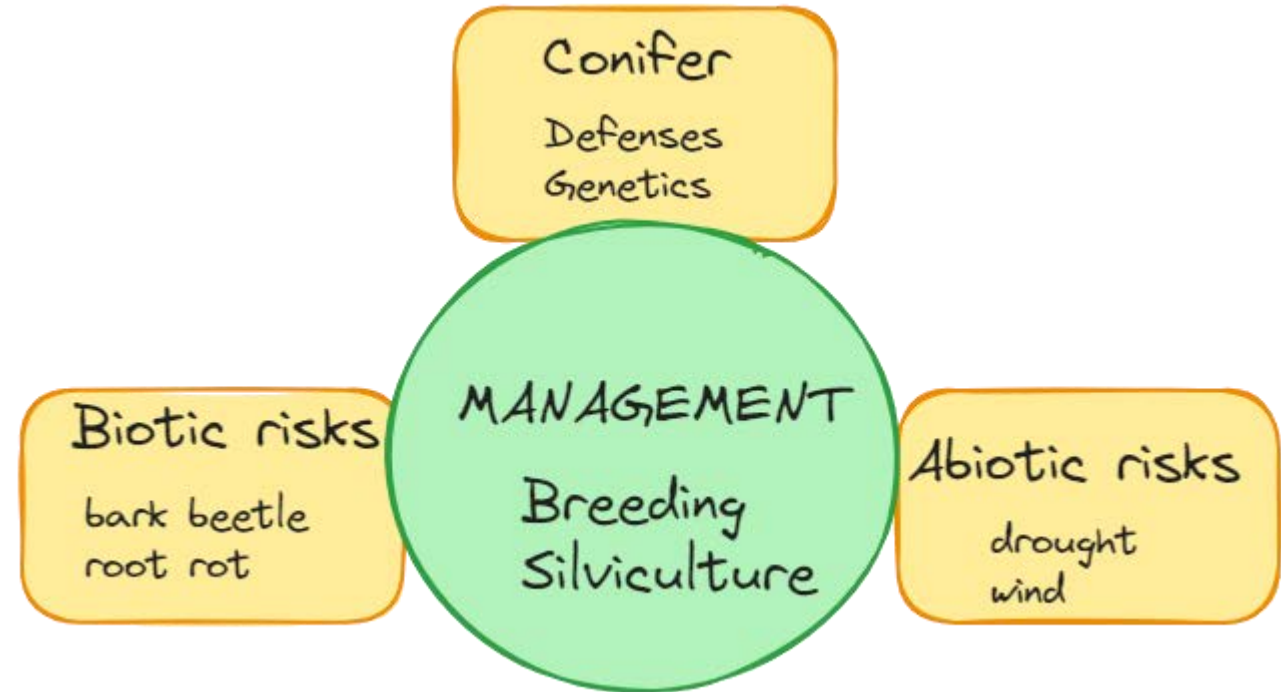 Conifer
Defenses
Genetics
MANAGEMENT
Breeding
Silviculture
Biotic risks
bark beetle
root rot
Abiotic risks
drought
wind